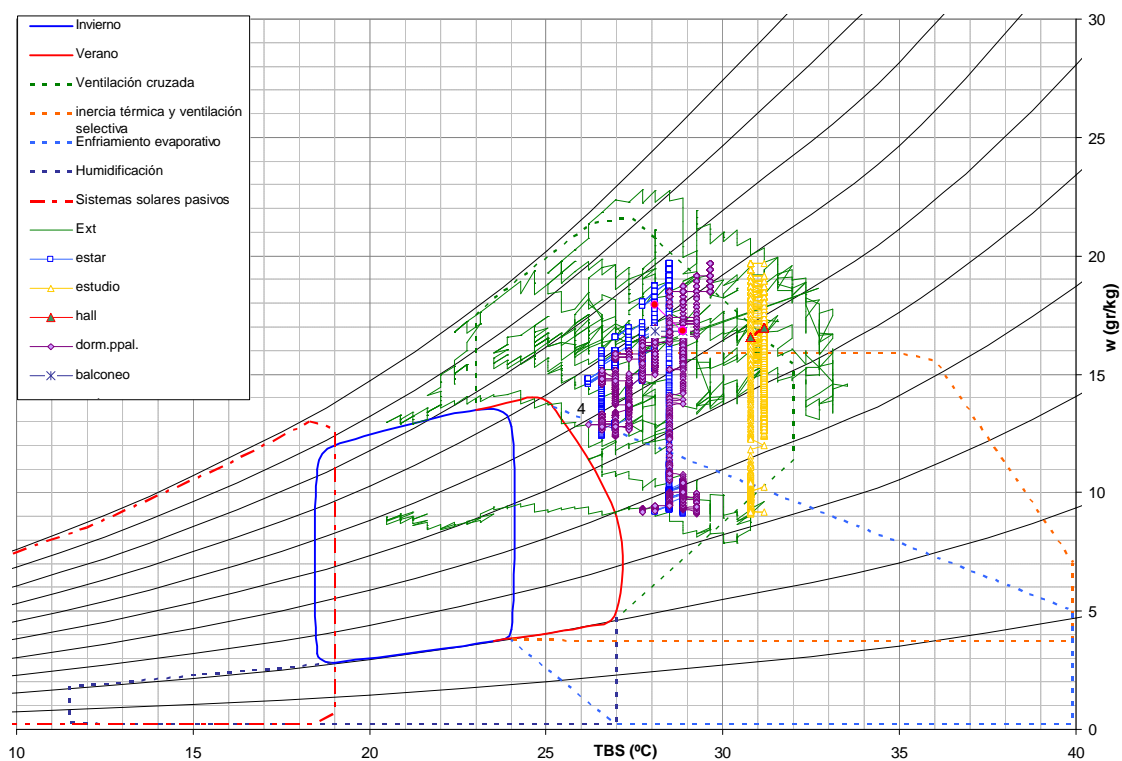 Invierno
Verano
Ventilación cruzada
inercia térmica y ventilación
selectiva
Enfriamiento evaporativo
Humidificación
Sistemas solares pasivos
Ext
estar
estudio
hall
dorm.ppal.
balconeo
4
30
25
20
15
10
5
0
w (gr/kg)
10
20
25
30
35
40
TBS (ºC)